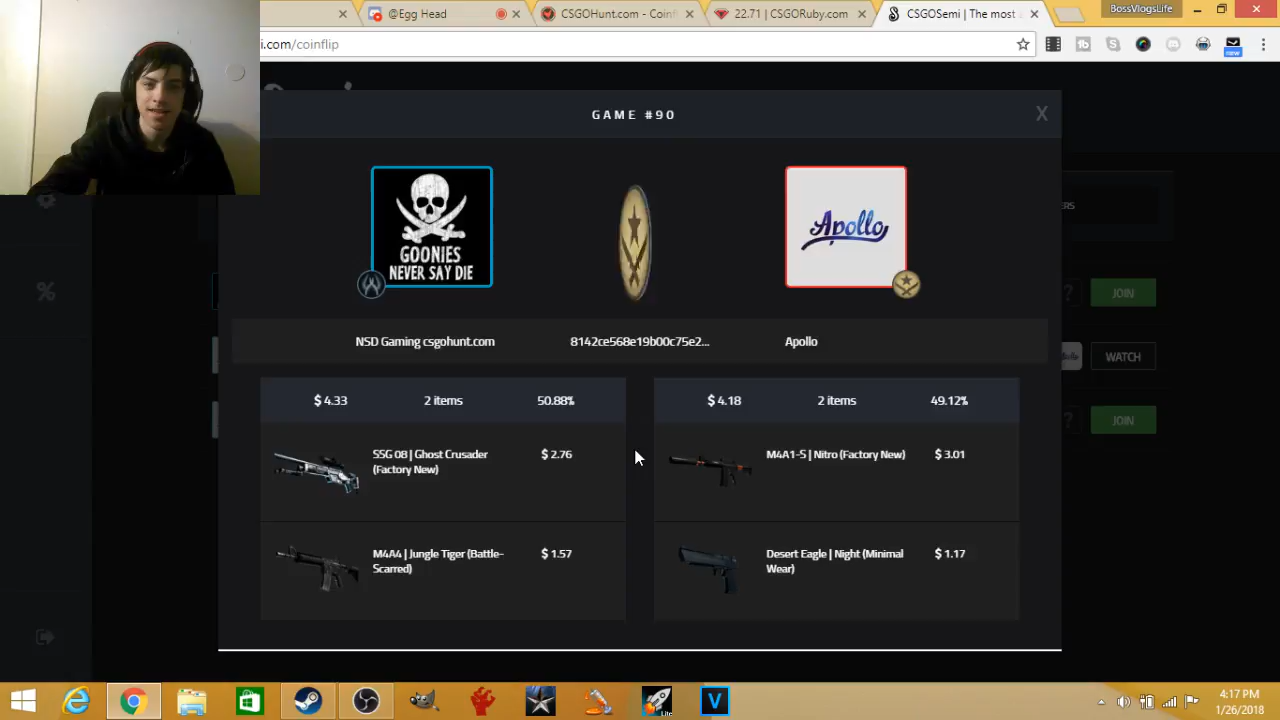 @Egg Head
CSGOHunt.com - Coinf
22.71 | CSGORuby.com
CSGOSemi | The most
BossVlogsLife
i.com/coinflip
new
GAME #90
X
GOONIES
NEVER SAY DIE
Apollo
ERS
JOIN
NSD Gaming csgohunt.com
8142ce568e19b00c75e2...
Apollo
WATCH
$ 4.33
2 items
50.88%
$ 4.18
2 items
49.12%
JOIN
SSG 08 | Ghost Crusader
(Factory New)
$ 2.76
M4A1-S | Nitro (Factory New)
$ 3.01
M4A4 | Jungle Tiger (Battle-
Scarred)
$ 1.57
Desert Eagle | Night (Minimal
Wear)
$ 1.17
Lite
4:17 PM
1/26/2018